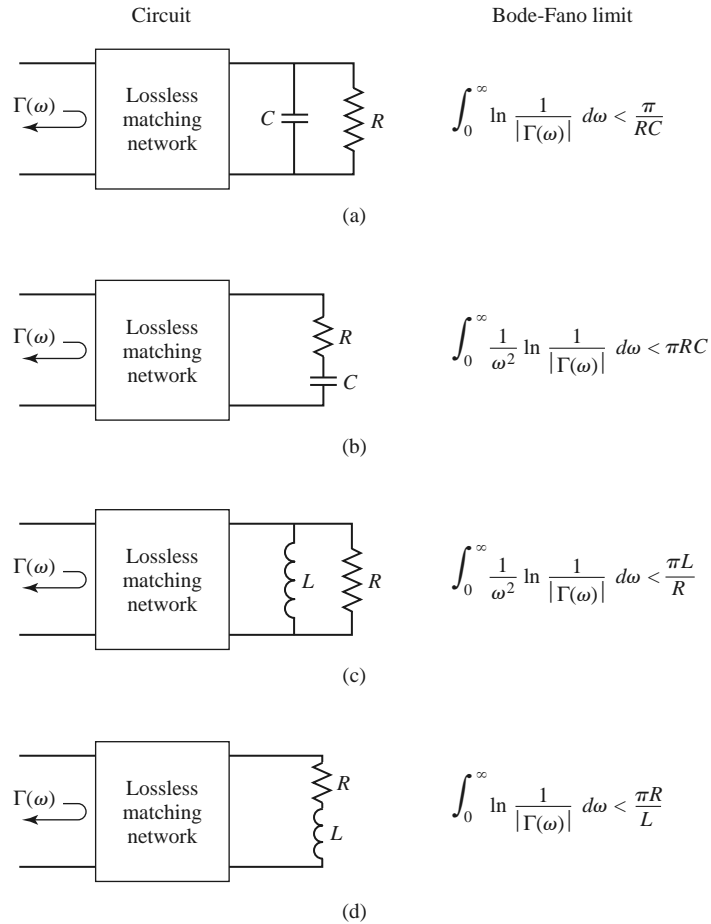 Circuit
Bode-Fano limit
Γ(ω)
Lossless
matching
network
C
R
∫₀^∞ ln 1/|Γ(ω)| dω < π/RC
(a)
Γ(ω)
Lossless
matching
network
R
C
∫₀^∞ 1/ω² ln 1/|Γ(ω)| dω < πRC
(b)
Γ(ω)
Lossless
matching
network
L
R
∫₀^∞ 1/ω² ln 1/|Γ(ω)| dω < πL/R
(c)
Γ(ω)
Lossless
matching
network
R
L
∫₀^∞ ln 1/|Γ(ω)| dω < πR/L
(d)